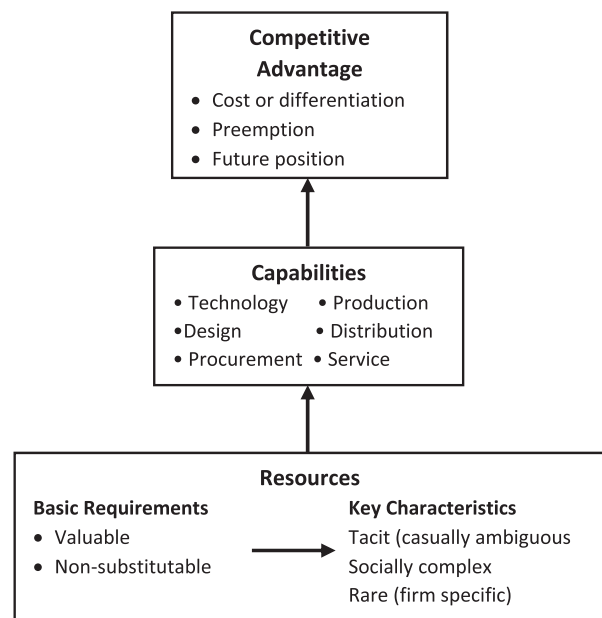 Competitive
Advantage
• Cost or differentiation
• Preemption
• Future position
Capabilities
• Technology • Production
•Design • Distribution
• Procurement • Service
Resources
Basic Requirements
• Valuable
• Non-substitutable
Key Characteristics
Tacit (casually ambiguous
Socially complex
Rare (firm specific)